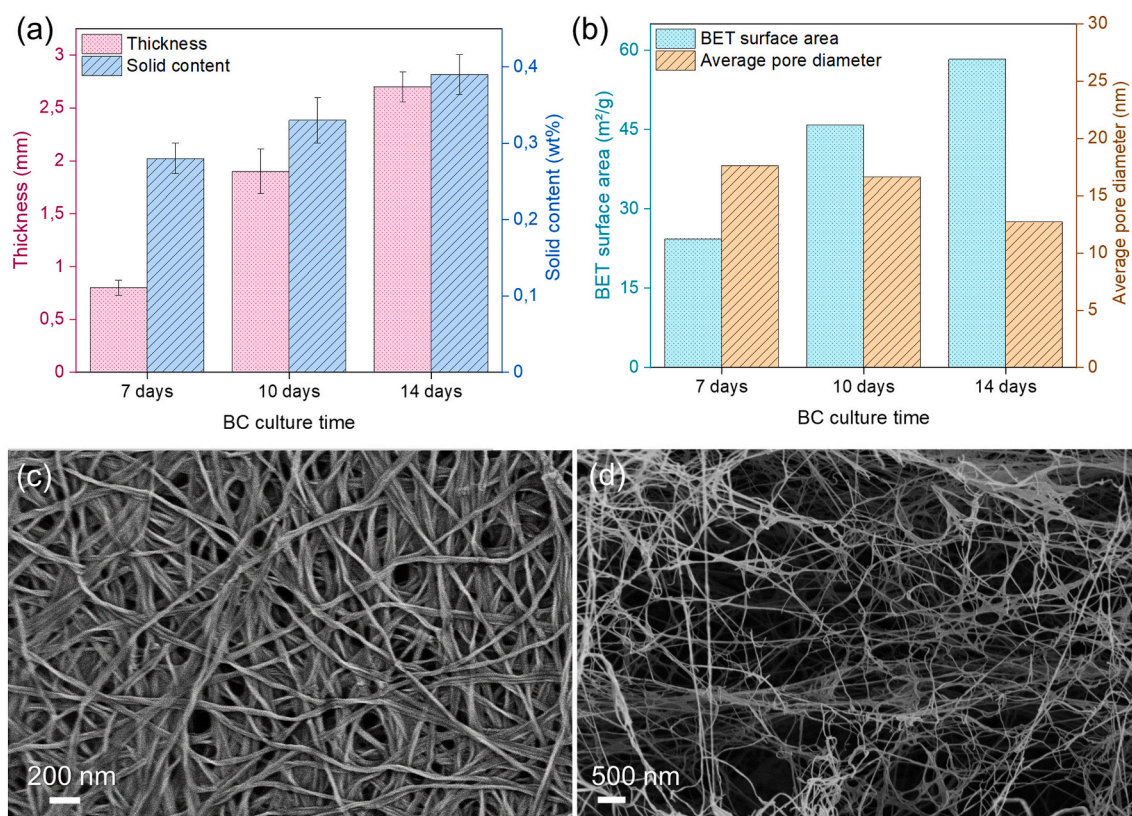 (a)
Thickness
Solid content
3
2,5
2
1,5
1
0,5
0
Thickness (mm)
0,4
0,3
0,2
0,1
0,0
Solid content (wt%)
7 days
10 days
14 days
BC culture time
(b)
BET surface area
Average pore diameter
60
45
30
15
0
BET surface area (m²/g)
30
25
20
15
10
5
0
Average pore diameter (nm)
7 days
10 days
14 days
BC culture time
(c)
200 nm
(d)
500 nm